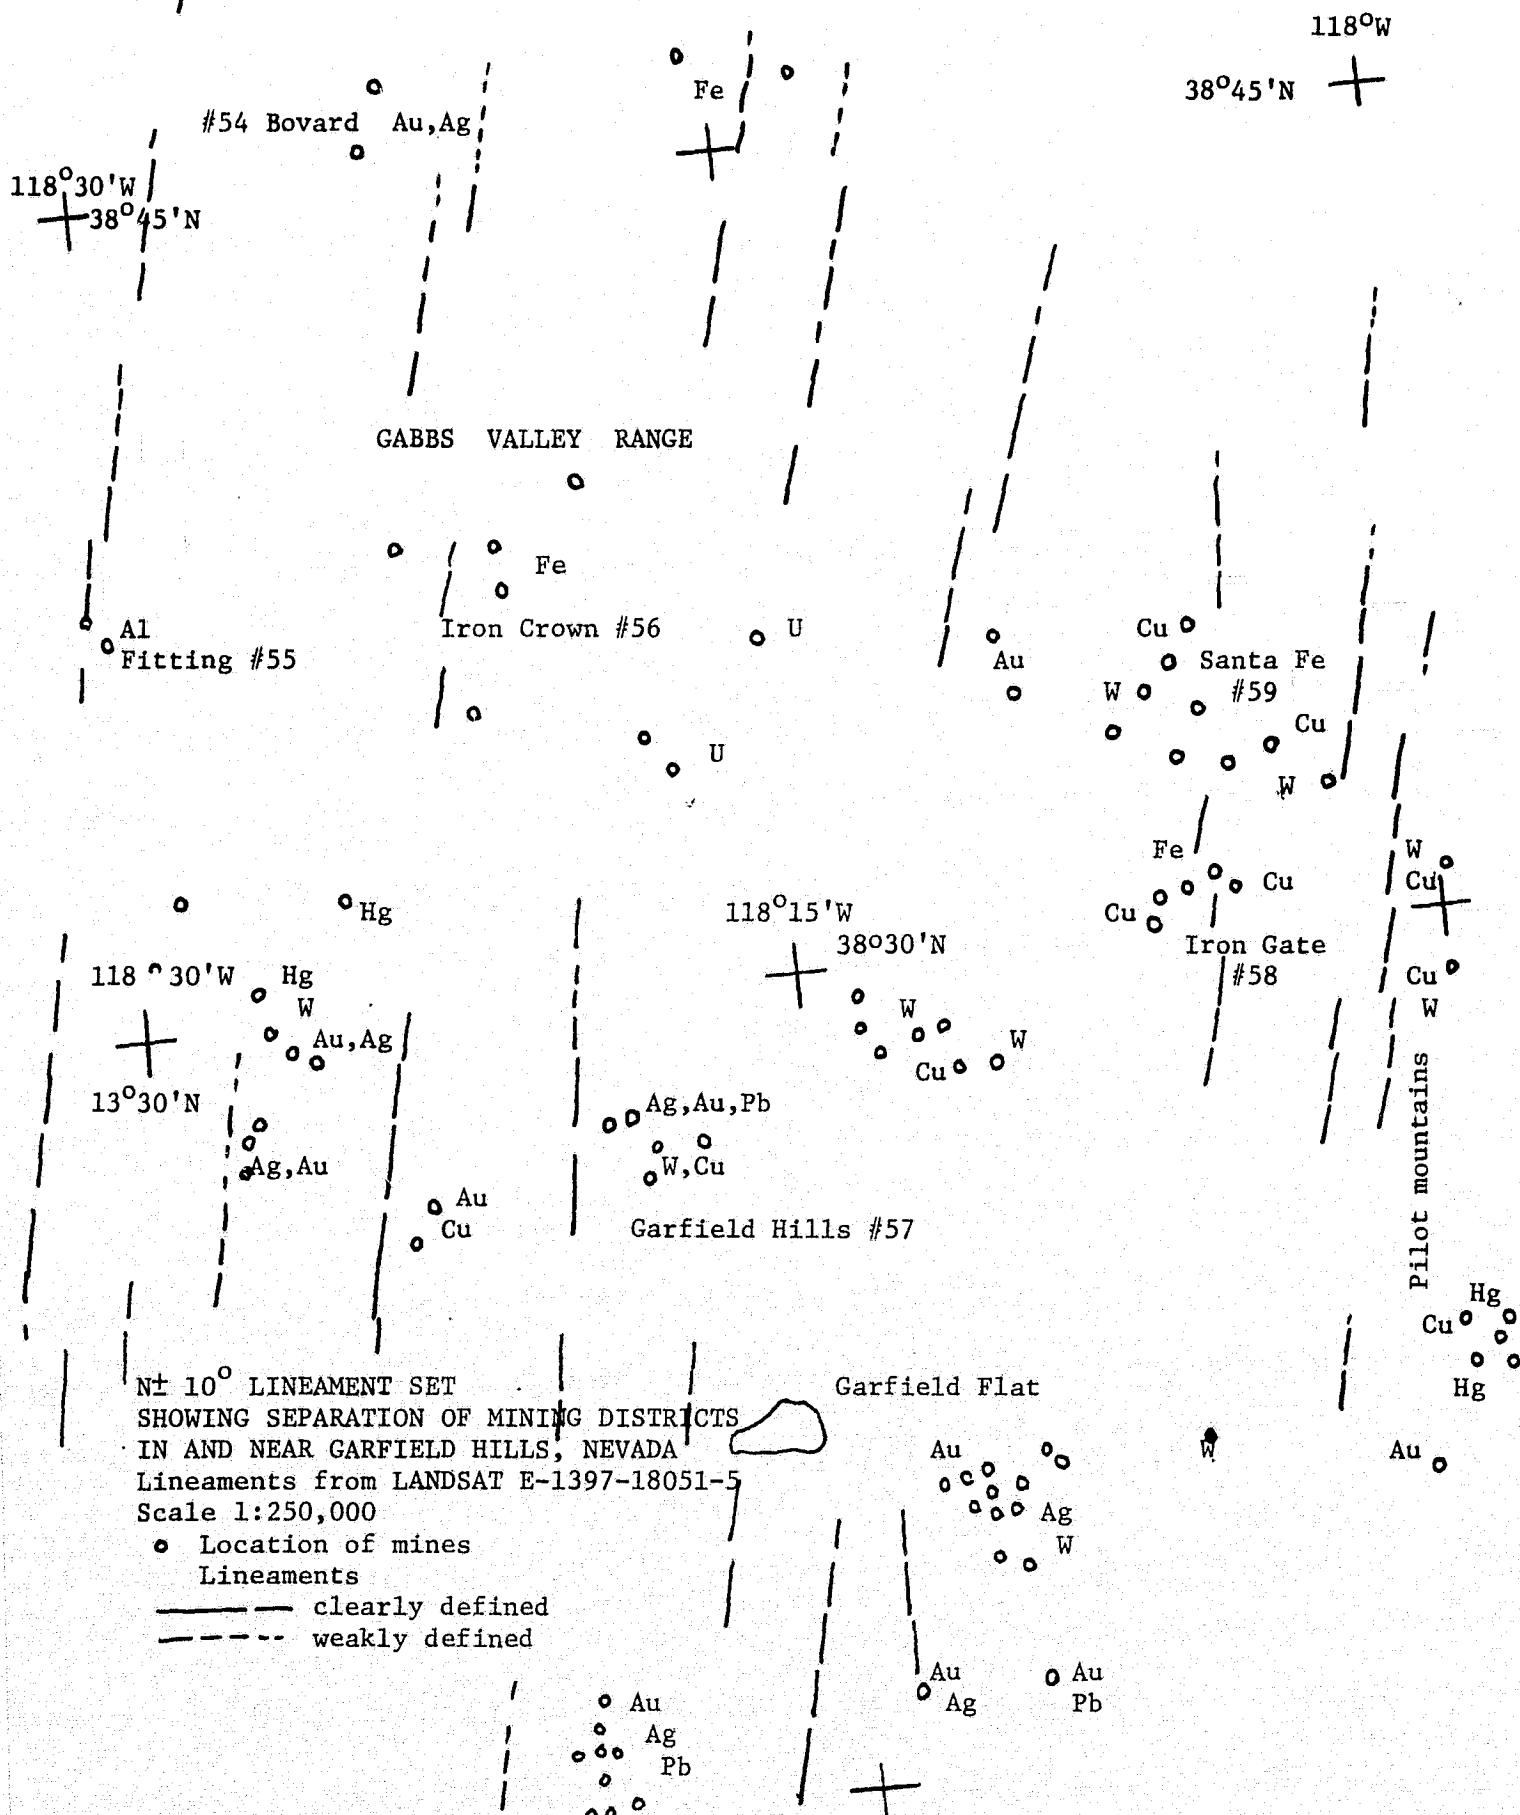 118°W
38°45'N
Fe
#54 Bovard Au,Ag
118°30'W
38°45'N
GABBS VALLEY RANGE
Fe
Iron Crown #56
U
Al
Fitting #55
Au
Cu
Santa Fe
W
#59
Cu
U
W
Fe
Cu
W
Cu
Hg
118°15'W
38°30'N
Cu
Iron Gate
#58
Cu
W
118°30'W
Hg
W
Au,Ag
13°30'N
W
W
Cu
Ag,Au
Ag,Au,Pb
W,Cu
Au
Cu
Garfield Hills #57
Pilot mountains
Hg
Cu
Hg
N± 10° LINEAMENT SET
SHOWING SEPARATION OF MINING DISTRICTS
IN AND NEAR GARFIELD HILLS, NEVADA
Lineaments from LANDSAT E-1397-18051-5
Scale 1:250,000
Location of mines
Lineaments
clearly defined
weakly defined
Garfield Flat
Au
W
Au
Ag
W
Au
Ag
Au
Pb
Au
Ag
Pb